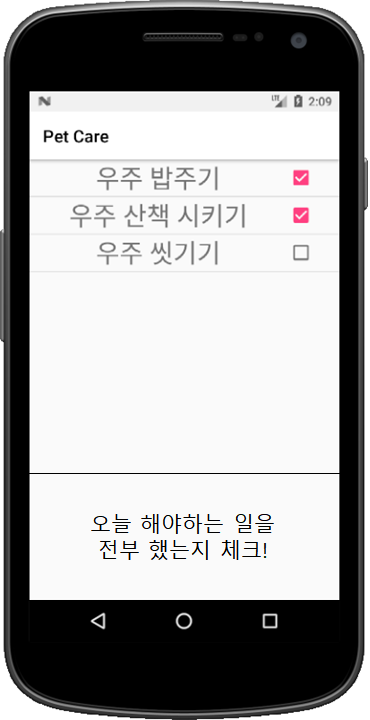 LTE 2:09
Pet Care
우주 밥주기
우주 산책 시키기
우주 씻기기
오늘 해야하는 일을
전부 했는지 체크!